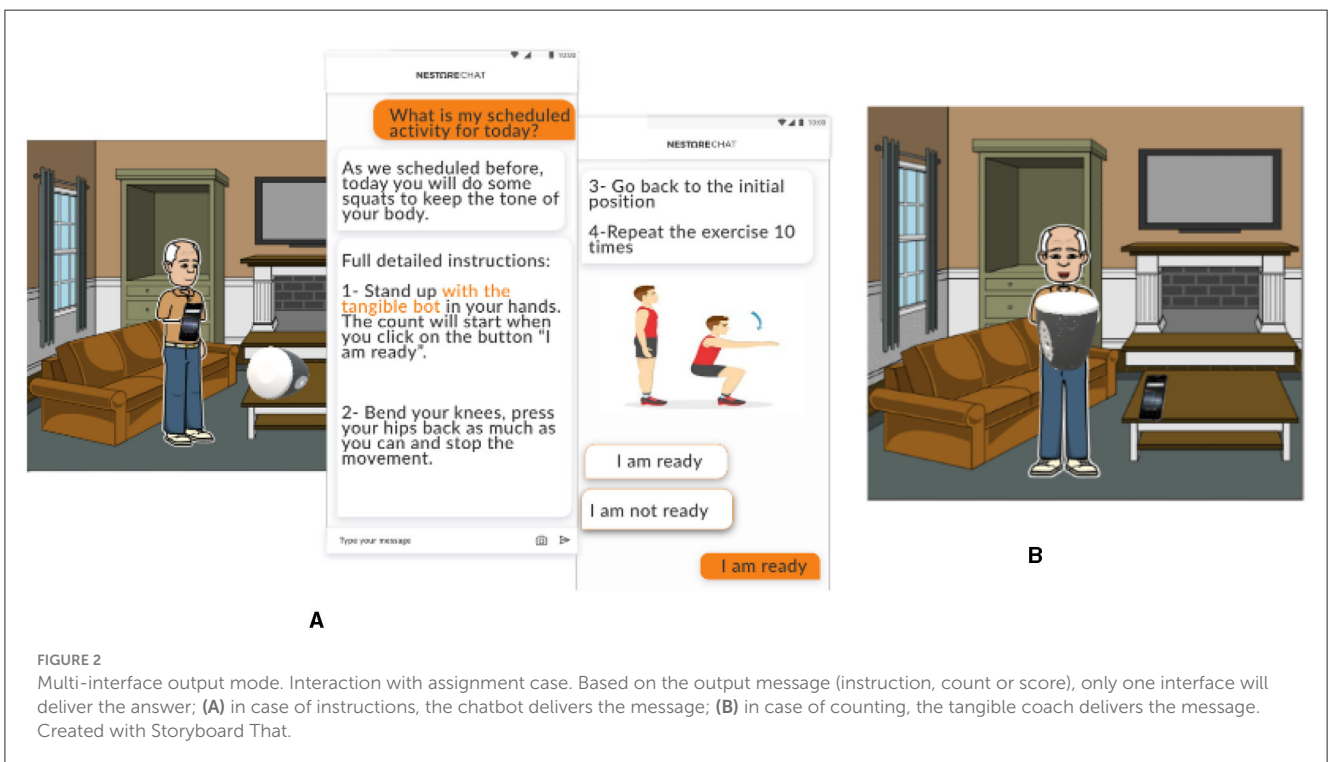 10:00
NESTORECHAT
What is my scheduled
activity for today?
As we scheduled before,
today you will do some
squats to keep the tone of
your body.
Full detailed instructions:
1- Stand up with the
tangible bot in your hands.
The count will start when
you click on the button “I
am ready”.
2- Bend your knees, press
your hips back as much as
you can and stop the
movement.
Type your message
10:00
NESTORECHAT
3- Go back to the initial
position
4-Repeat the exercise 10
times
I am ready
I am not ready
I am ready
A
B
FIGURE 2
Multi-interface output mode. Interaction with assignment case. Based on the output message (instruction, count or score), only one interface will
deliver the answer; (A) in case of instructions, the chatbot delivers the message; (B) in case of counting, the tangible coach delivers the message.
Created with Storyboard That.